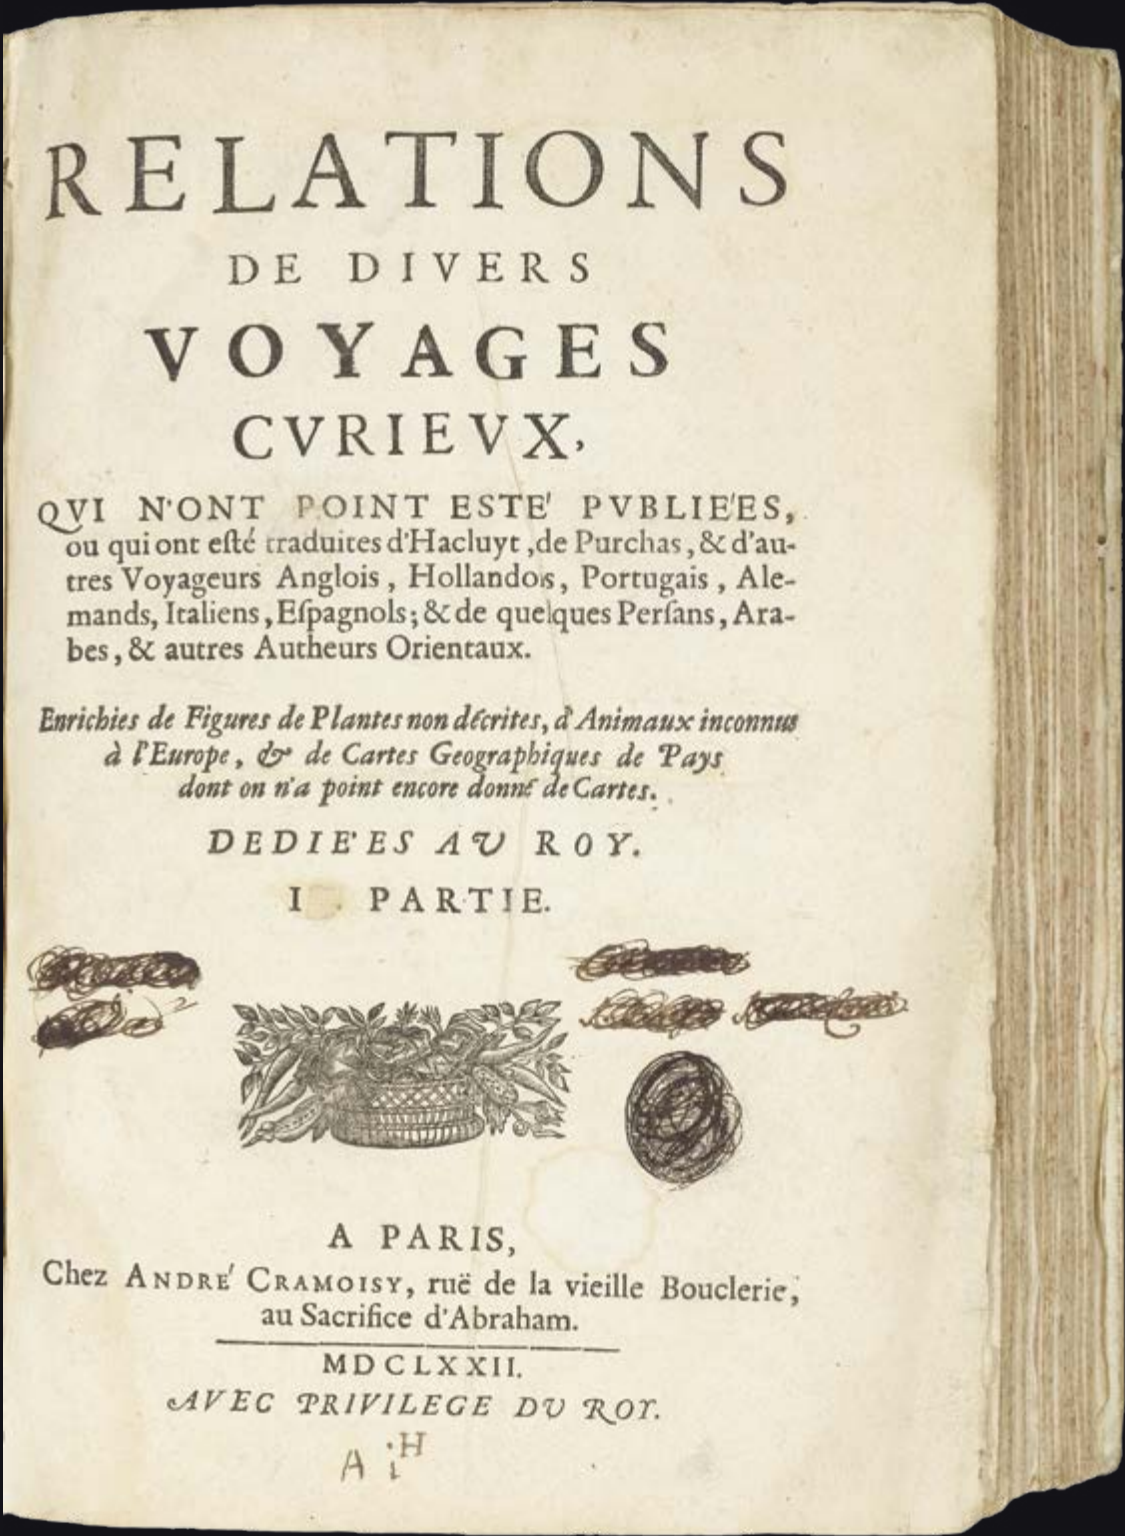 RELATIONS
DE DIVERS
VOYAGES
CVRIEVX,
QVI N'ONT POINT ESTE' PVBLIE'ES,
ou qui ont eſté traduites d'Hacluyt, de Purchas, & d'au-
tres Voyageurs Anglois, Hollandois, Portugais, Ale-
mands, Italiens, Eſpagnols; & de quelques Perſans, Ara-
bes, & autres Autheurs Orientaux.
Enrichies de Figures de Plantes non décrites, d'Animaux inconnus
à l'Europe, & de Cartes Geographiques de Pays
dont on n'a point encore donné de Cartes.
DEDIE'ES AU ROY.
I PARTIE.
A PARIS,
Chez ANDRE' CRAMOISY, ruë de la vieille Bouclerie,
au Sacrifice d'Abraham.
MDCLXXII.
AVEC PRIVILEGE DU ROY.
A i H